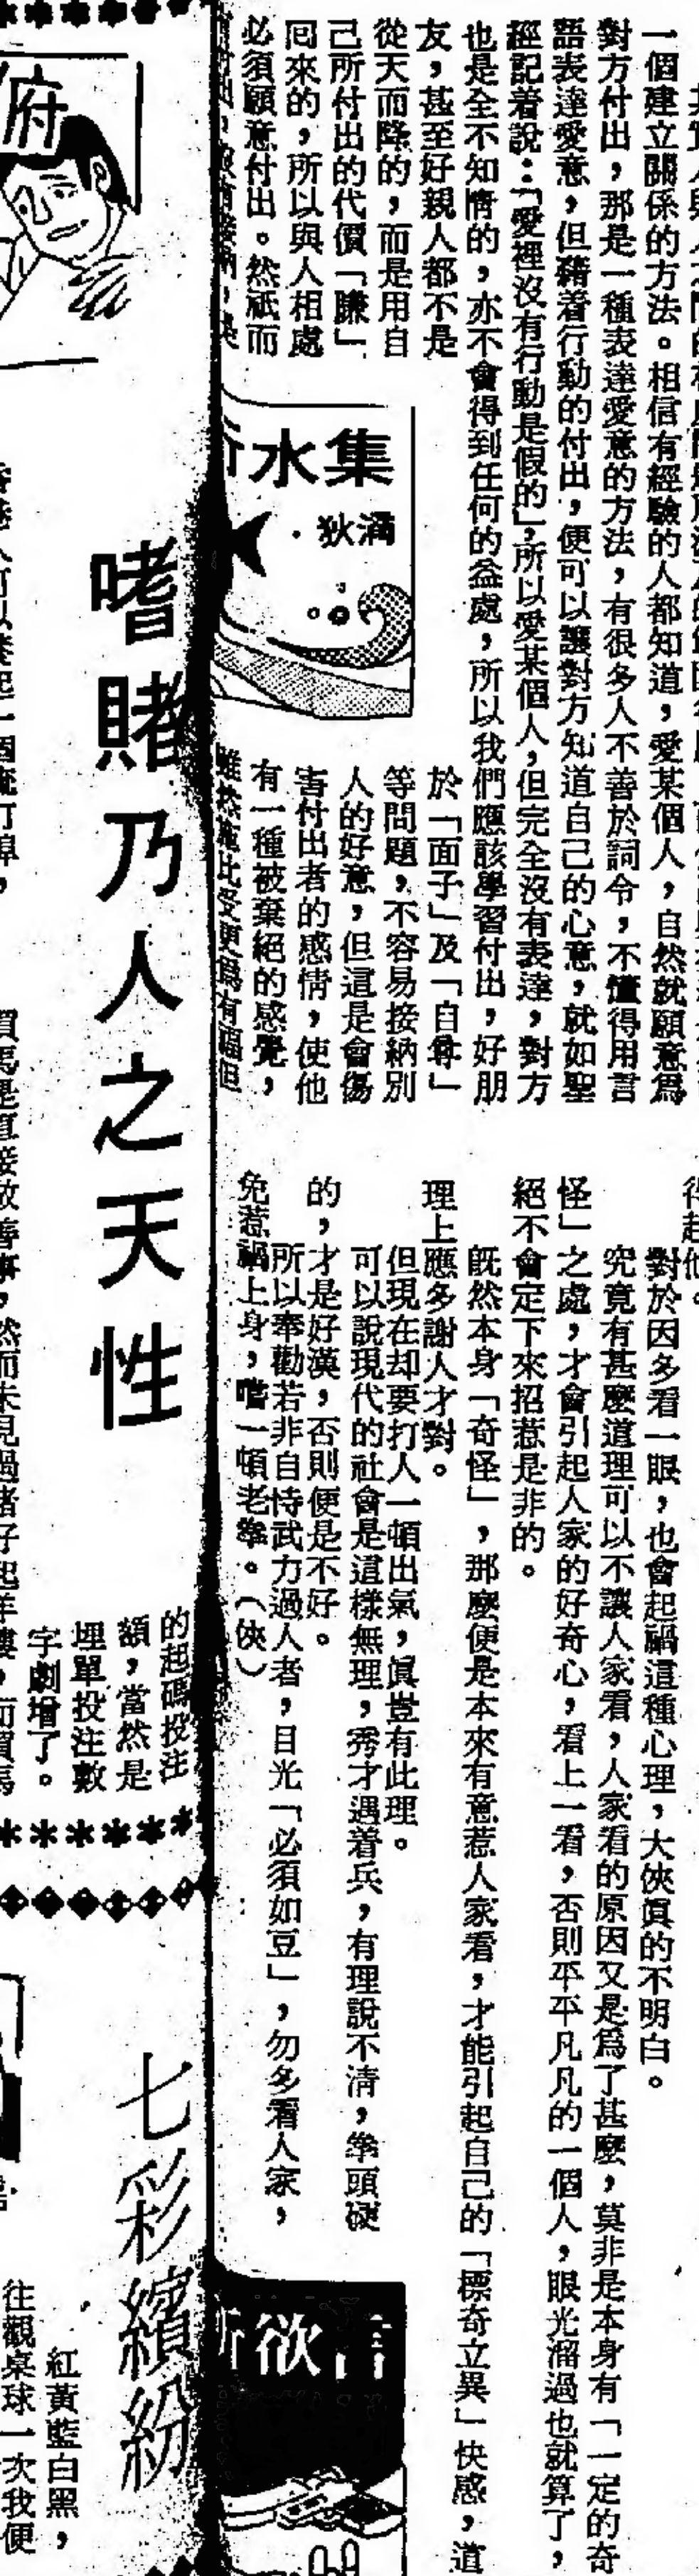 一個建立關係的方法。相信有經驗的人都知道，愛某個人，自然就願意爲
對方付出，那是一種表達愛意的方法，有很多人不善於詞令，不懂得用言
語表達愛意，但藉着行動的付出，便可以讓對方知道自己的心意，就如聖
經記着說：「愛裡沒有行動是假的」，所以愛某個人，但完全沒有表達，對方
也是全不知情的，亦不會得到任何的益處，所以我們應該學習付出，好朋
友，甚至好親人都不是
從天而降的，而是用自
己所付出的代價「賺」
囘來的，所以與人相處
必須願意付出。然祇而
集水
滿狄
於「面子」及「自尊」
等問題，不容易接納別
人的好意，但這是會傷
害付出者的感情，使他
有一種被棄絕的感覺，
雖然施比受更爲有福但
得起他。
對於因多看一眼，也會起禍這種心理，大俠眞的不明白。
究竟有甚麼道理可以不讓人家看，人家看的原因又是爲了甚麼，莫非是本身有「一定的奇
怪」之處，才會引起人家的好奇心，看上一看，否則平平凡凡的一個人，眼光溜過也就算了，
絕不會定下來招惹是非的。
既然本身「奇怪」，那麼便是本來有意惹人家看，才能引起自己的「標奇立異」快感，道
理上應多謝人才對。
但現在却要打人一頓出氣，眞豈有此理。
可以說現代的社會是這樣無理，秀才遇着兵，有理說不清，拳頭硬
的，才是好漢，否則便是不好。
所以奉勸若非自恃武力過人者，目光「必須如豆」，勿多看人家，
免惹禍上身，嚐一頓老拳。（俠）
言欲
府
嗜賭乃人之天性
的起碼投注
額，當然是
埋單投注數
字劇增了。
七彩繽紛
紅黃藍白黑，
往觀桌球一次我便